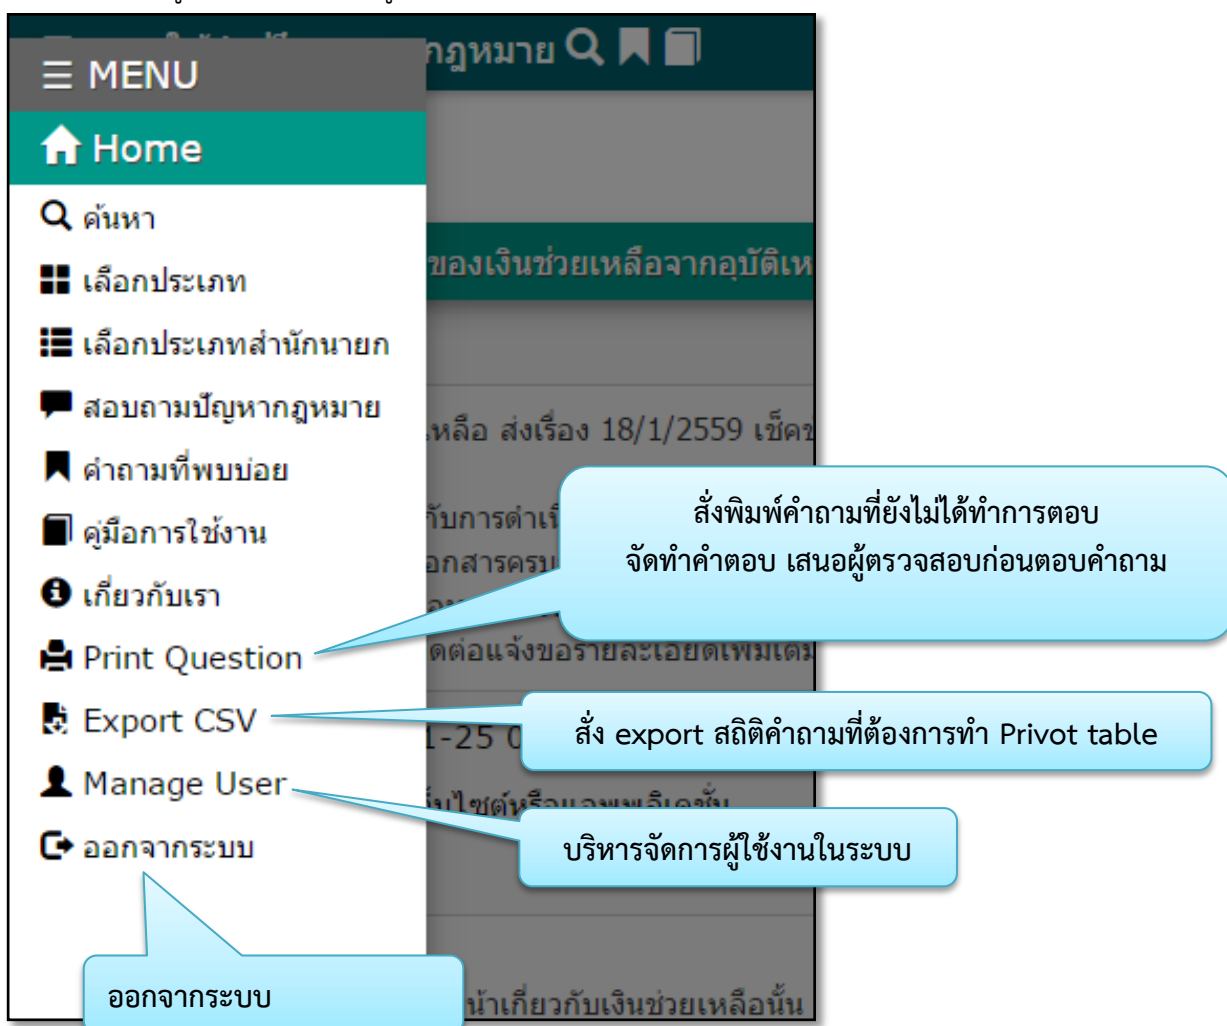 กฎหมาย
☰ MENU
Home
ค้นหา
เลือกประเภท
ของเงินช่วยเหลือจากอุบัติเห
เลือกประเภทสำนักนายก
สอบถามปัญหากฎหมาย
เหลือ ส่งเรื่อง 18/1/2559
คำถามที่พบบ่อย
คู่มือการใช้งาน
เกี่ยวกับเรา
Print Question
Export CSV
Manage User
ออกจากระบบ
กับการดำเนิ
อกสารครบ
สั่งพิมพ์คำถามที่ยังไม่ได้ทำการตอบ
จัดทำคำตอบ เสนอผู้ตรวจสอบก่อนตอบคำถาม
ดต่อแจ้งขอรายละเอียดเพิ่มเติม
1-25 0
สั่ง export สถิติคำถามที่ต้องการทำ Privot table
บริหารจัดการผู้ใช้งานในระบบ
ออกจากระบบ
น้าเกี่ยวกับเงินช่วยเหลือนั้น